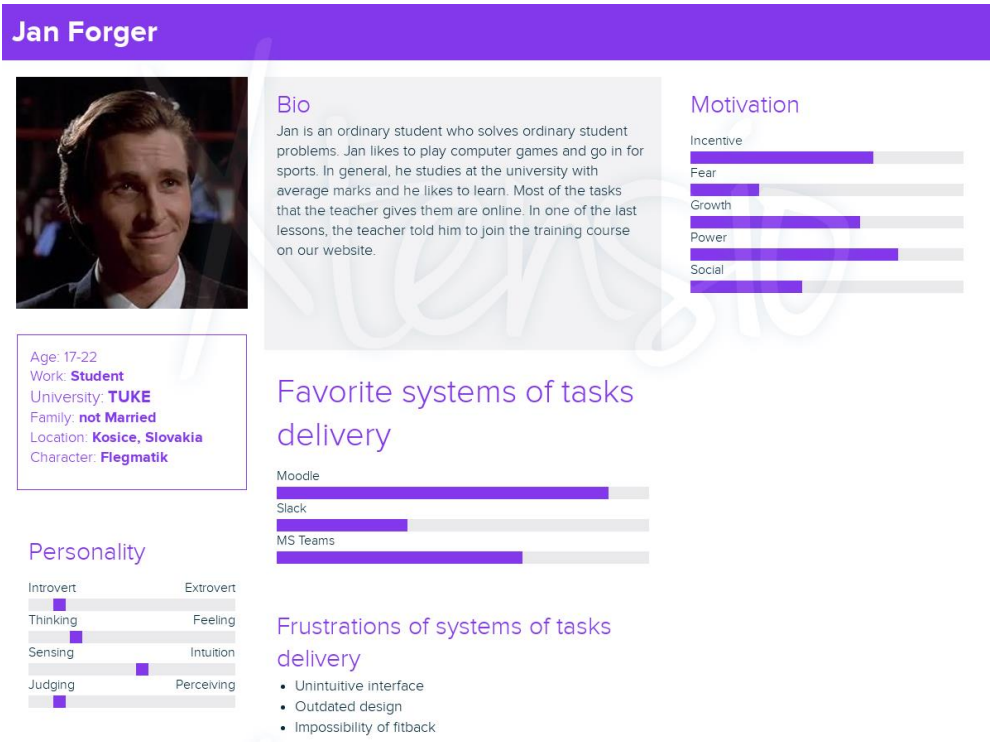 Jan Forger
Bio
Jan is an ordinary student who solves ordinary student
problems. Jan likes to play computer games and go in for
sports. In general, he studies at the university with
average marks and he likes to learn. Most of the tasks
that the teacher gives them are online. In one of the last
lessons, the teacher told him to join the training course
on our website.
Motivation
Incentive
Fear
Growth
Power
Social
Age: 17-22
Work: Student
University: TUKE
Family: not Married
Location: Kosice, Slovakia
Character: Flegmatik
Favorite systems of tasks
delivery
Moodle
Slack
MS Teams
Personality
Introvert Extrovert
Thinking Feeling
Sensing Intuition
Judging Perceiving
Frustrations of systems of tasks
delivery
• Unintuitive interface
• Outdated design
• Impossibility of fitback
xtensio